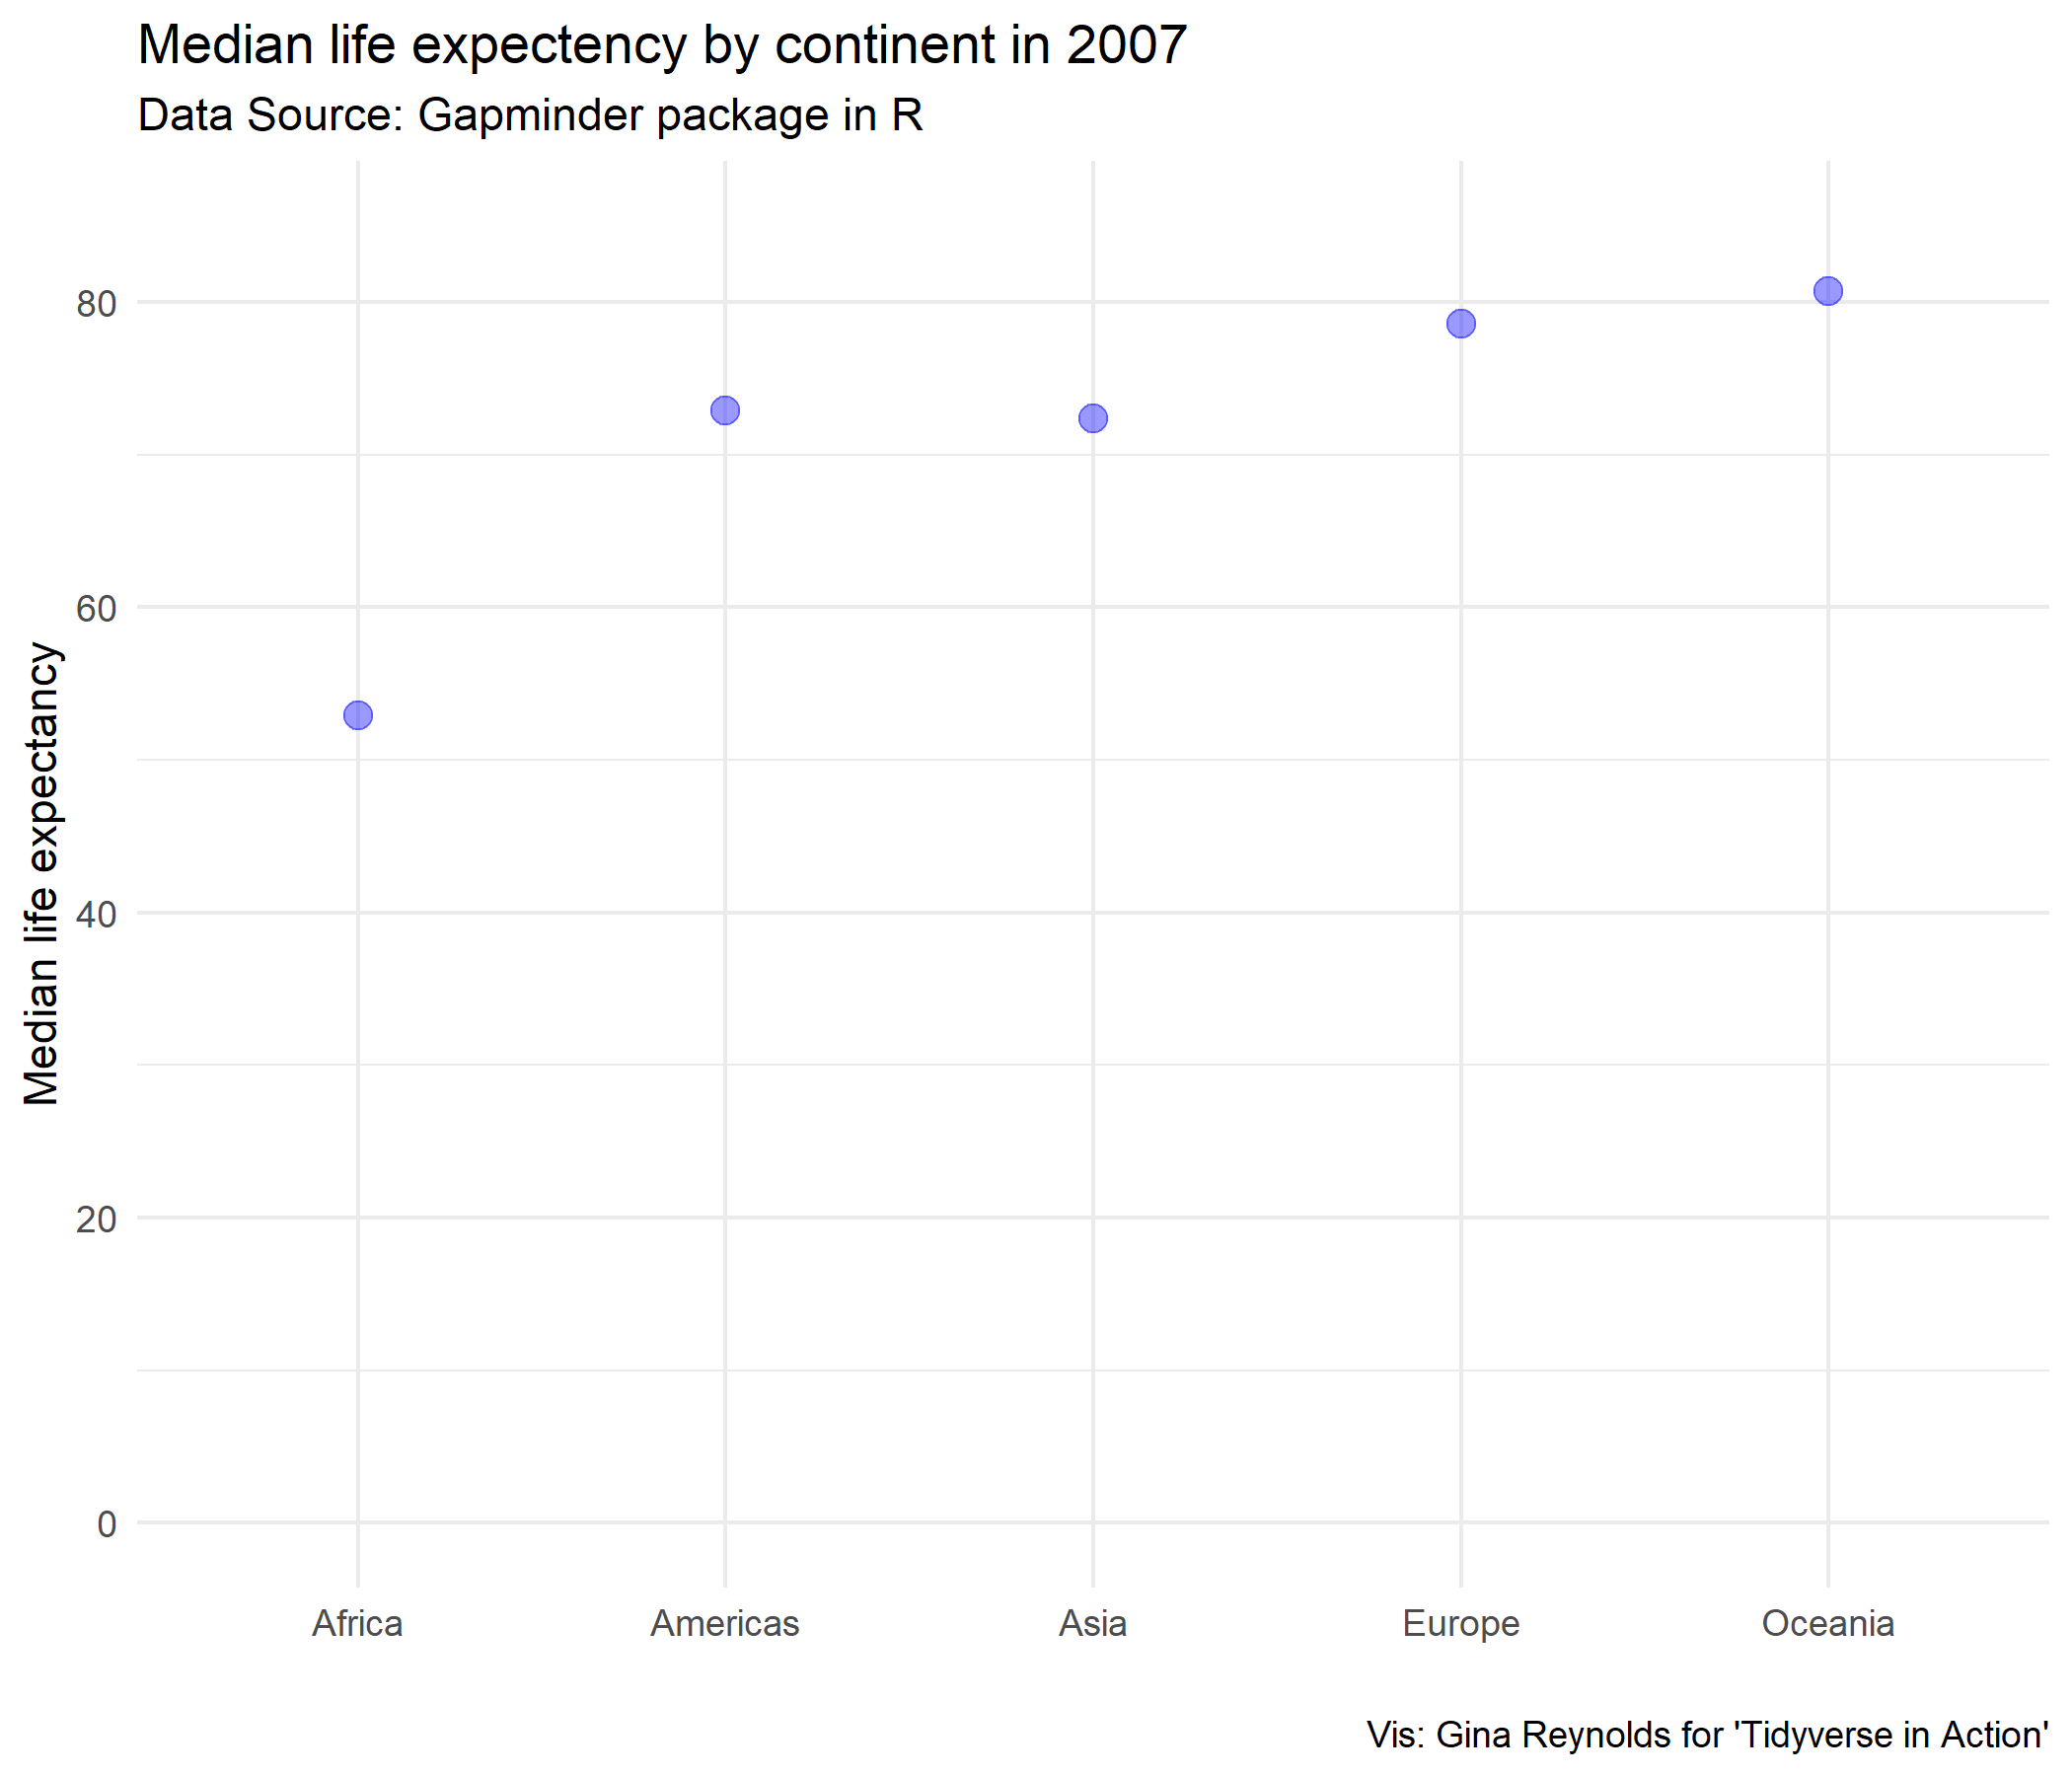 Median life expectency by continent in 2007
Data Source: Gapminder package in R
Median life expectancy
80
60
40
20
0
Africa Americas Asia Europe Oceania
Vis: Gina Reynolds for 'Tidyverse in Action'